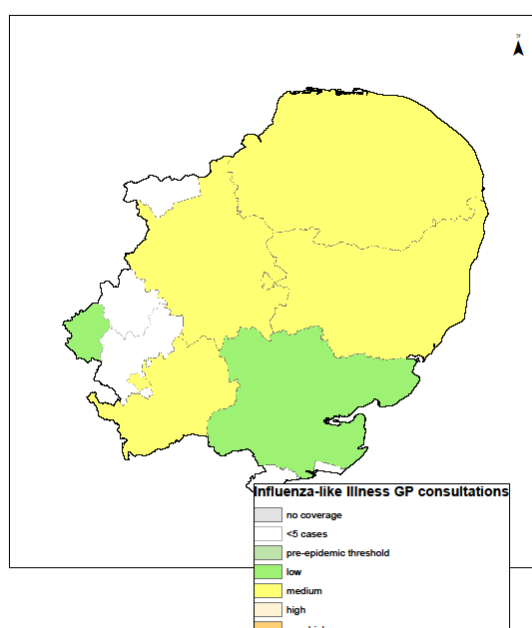 N
Influenza-like Illness GP consultations
no coverage
<5 cases
pre-epidemic threshold
low
medium
high